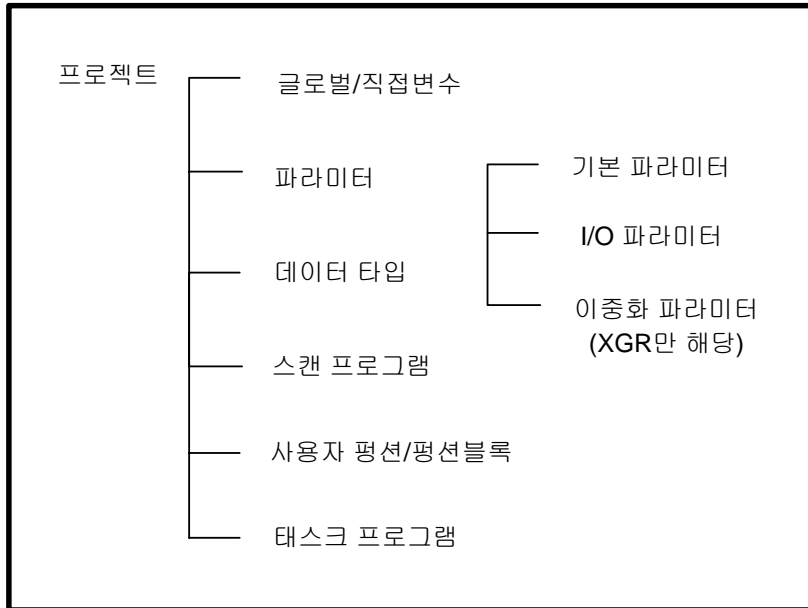 프로젝트
글로벌/직접변수
파라미터
데이터 타입
스캔 프로그램
사용자 펑션/펑션블록
태스크 프로그램
기본 파라미터
I/O 파라미터
이중화 파라미터
(XGR만 해당)